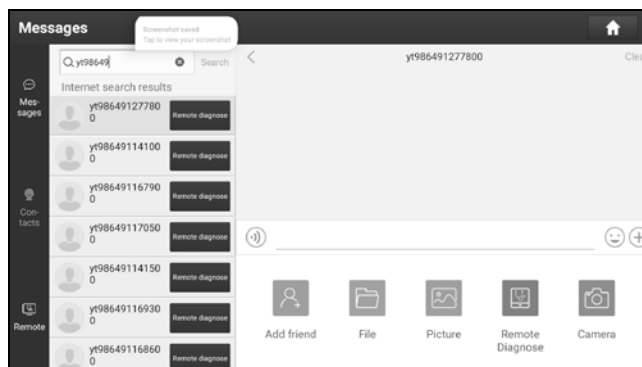 Messages
Screenshot saved
Tap to view your screenshot
yt98649
Search
yt986491277800
Clea
Internet search results
Mes-
sages
Con-
tacts
Remote
yt98649127780
0
Remote diagnose
yt98649114100
0
Remote diagnose
yt98649116790
0
Remote diagnose
yt98649117050
0
Remote diagnose
yt98649114150
0
Remote diagnose
yt98649116930
0
Remote diagnose
yt98649116860
0
Remote diagnose
Add friend
File
Picture
Remote
Diagnose
Camera